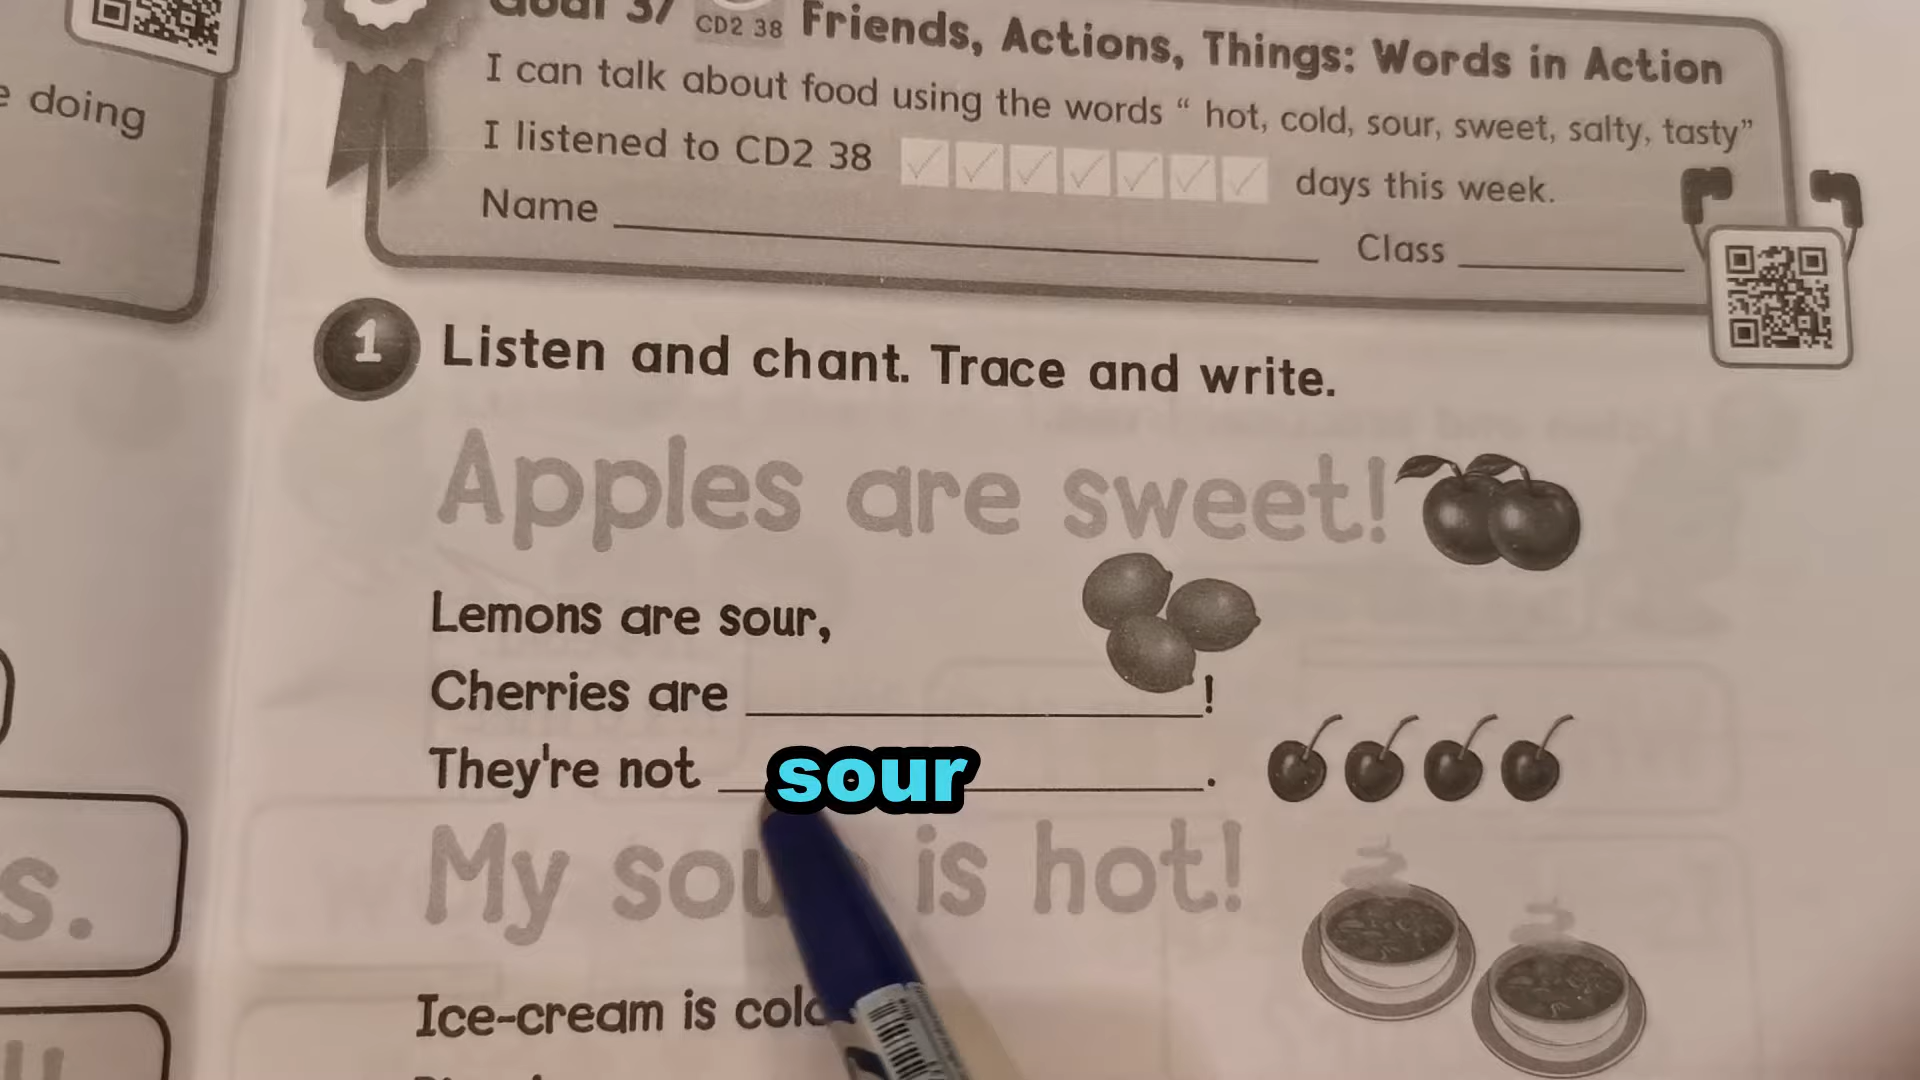 Goal 37 CD2 38 Friends, Actions, Things: Words in Action
I can talk about food using the words “ hot, cold, sour, sweet, salty, tasty”
I listened to CD2 38 days this week.
Name Class
e doing
1 Listen and chant. Trace and write.
Apples are sweet!
Lemons are sour,
Cherries are !
They're not sour .
My sou is hot!
s.
Ice-cream is col